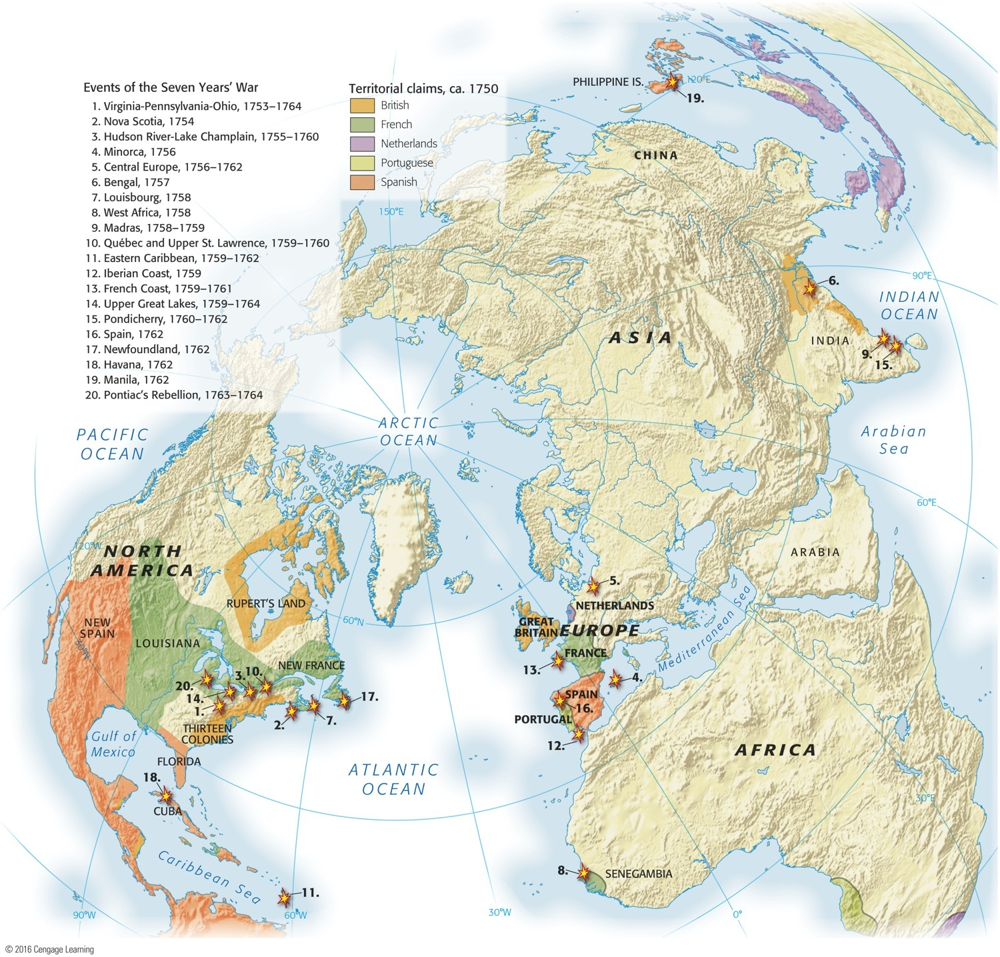 Events of the Seven Years' War
1. Virginia-Pennsylvania-Ohio, 1753–1764
2. Nova Scotia, 1754
3. Hudson River-Lake Champlain, 1755–1760
4. Minorca, 1756
5. Central Europe, 1756–1762
6. Bengal, 1757
7. Louisbourg, 1758
8. West Africa, 1758
9. Madras, 1758–1759
10. Québec and Upper St. Lawrence, 1759–1760
11. Eastern Caribbean, 1759–1762
12. Iberian Coast, 1759
13. French Coast, 1759–1761
14. Upper Great Lakes, 1759–1764
15. Pondicherry, 1760–1762
16. Spain, 1762
17. Newfoundland, 1762
18. Havana, 1762
19. Manila, 1762
20. Pontiac's Rebellion, 1763–1764
Territorial claims, ca. 1750
British
French
Netherlands
Portuguese
Spanish
PHILIPPINE IS.
120°E
19.
CHINA
150°E
90°E
6.
INDIAN
OCEAN
ASIA
INDIA
9.
15.
ARCTIC
OCEAN
PACIFIC
OCEAN
Arabian
Sea
60°E
120°W
NORTH
AMERICA
ARABIA
5.
RUPERT'S LAND
NETHERLANDS
60°N
GREAT
BRITAIN
EUROPE
NEW
SPAIN
30°N
LOUISIANA
FRANCE
Mediterranean Sea
NEW FRANCE
13.
3.
10.
4.
20.
14.
1.
17.
SPAIN
16.
2.
7.
PORTUGAL
THIRTEEN
COLONIES
12.
Gulf of
Mexico
AFRICA
FLORIDA
ATLANTIC
OCEAN
18.
CUBA
30°E
Caribbean Sea
8.
SENEGAMBIA
11.
90°W
60°W
30°W
0°
© 2016 Cengage Learning